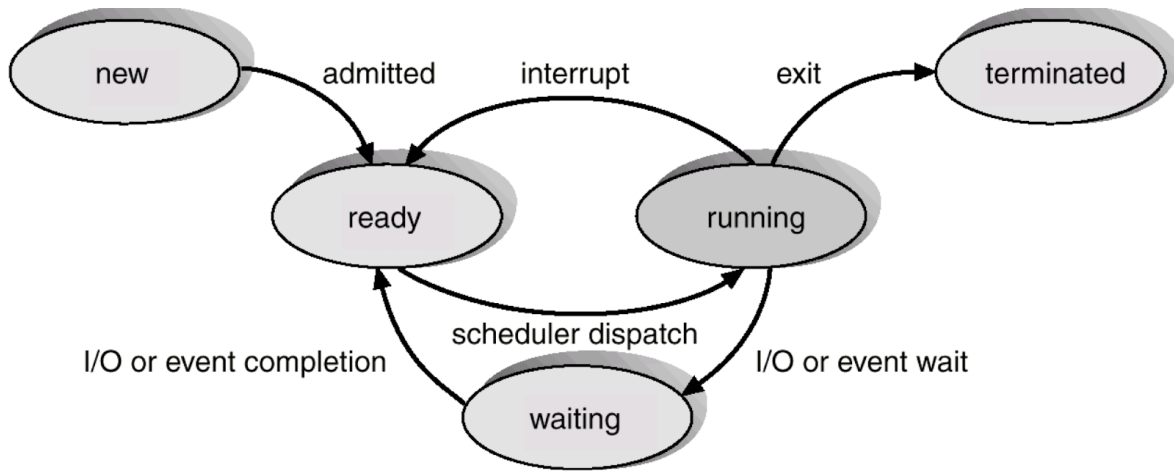 new
admitted
interrupt
exit
terminated
ready
running
scheduler dispatch
I/O or event completion
I/O or event wait
waiting